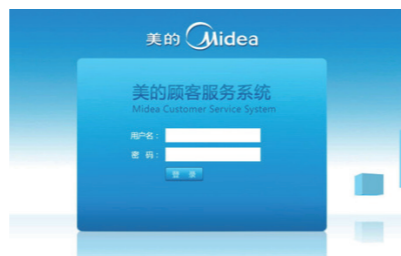 美的 Midea
美的顾客服务系统
Midea Customer Service System
用户名：
密 码：
登 录